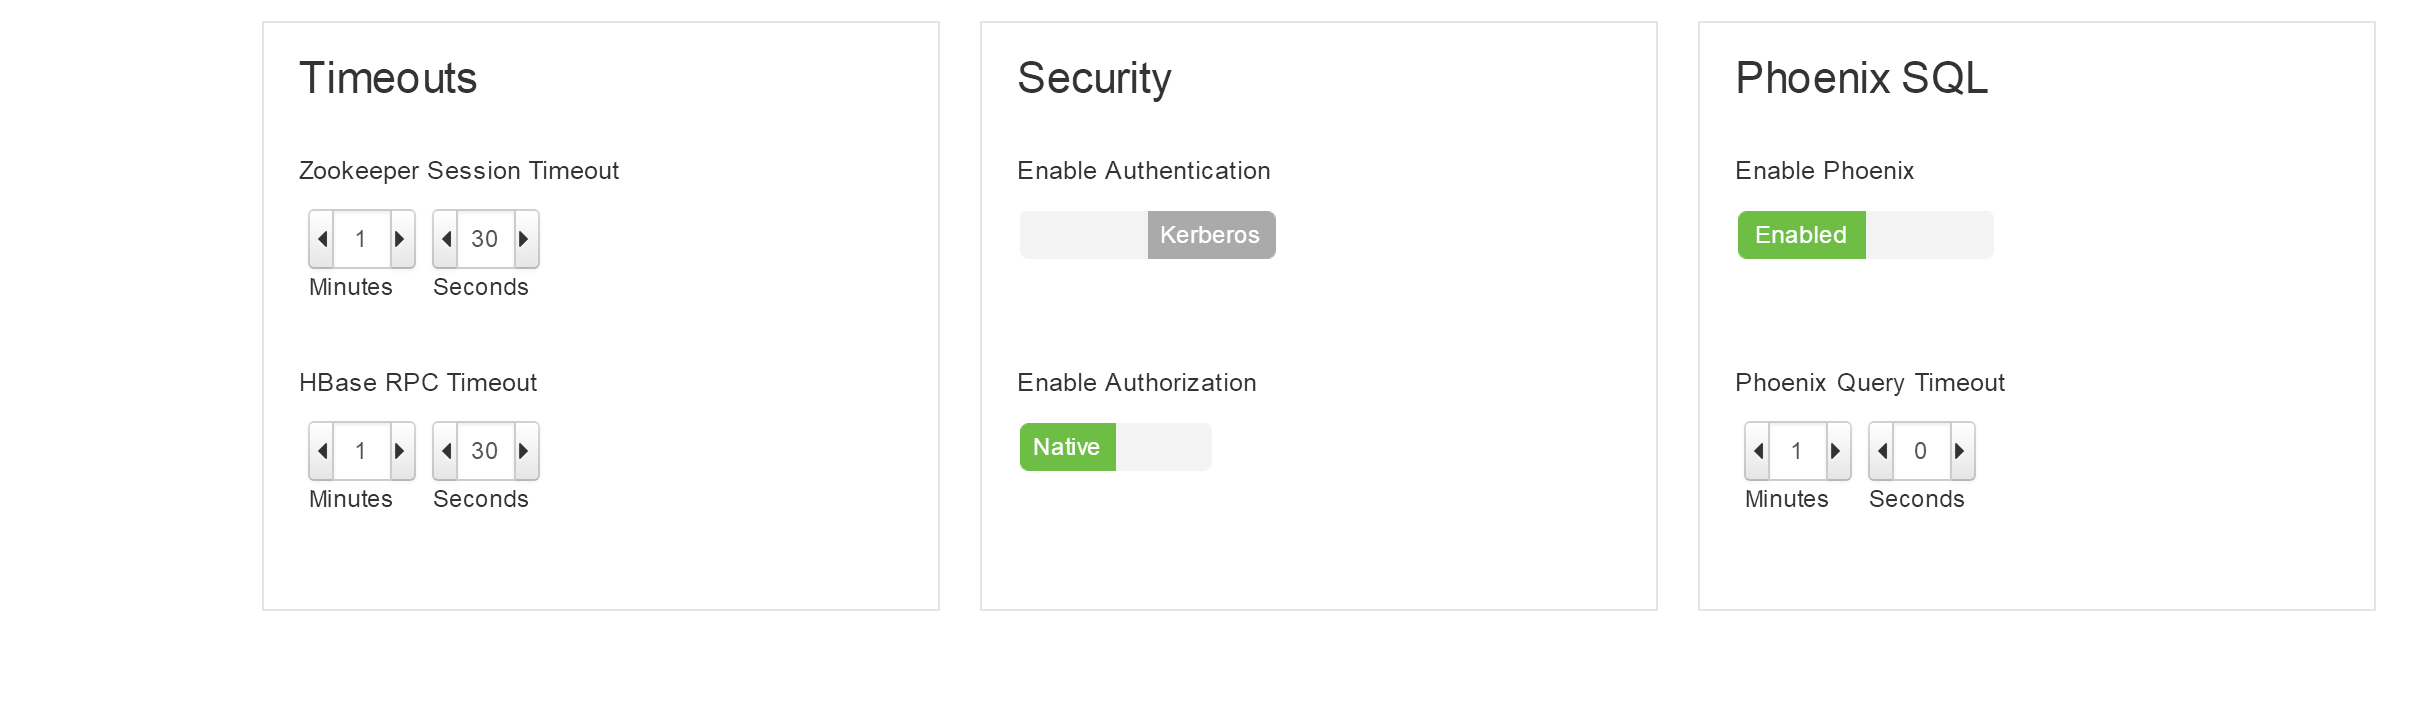 Timeouts
Zookeeper Session Timeout
1 30
Minutes Seconds
HBase RPC Timeout
1 30
Minutes Seconds
Security
Enable Authentication
Kerberos
Enable Authorization
Native
Phoenix SQL
Enable Phoenix
Enabled
Phoenix Query Timeout
1 0
Minutes Seconds